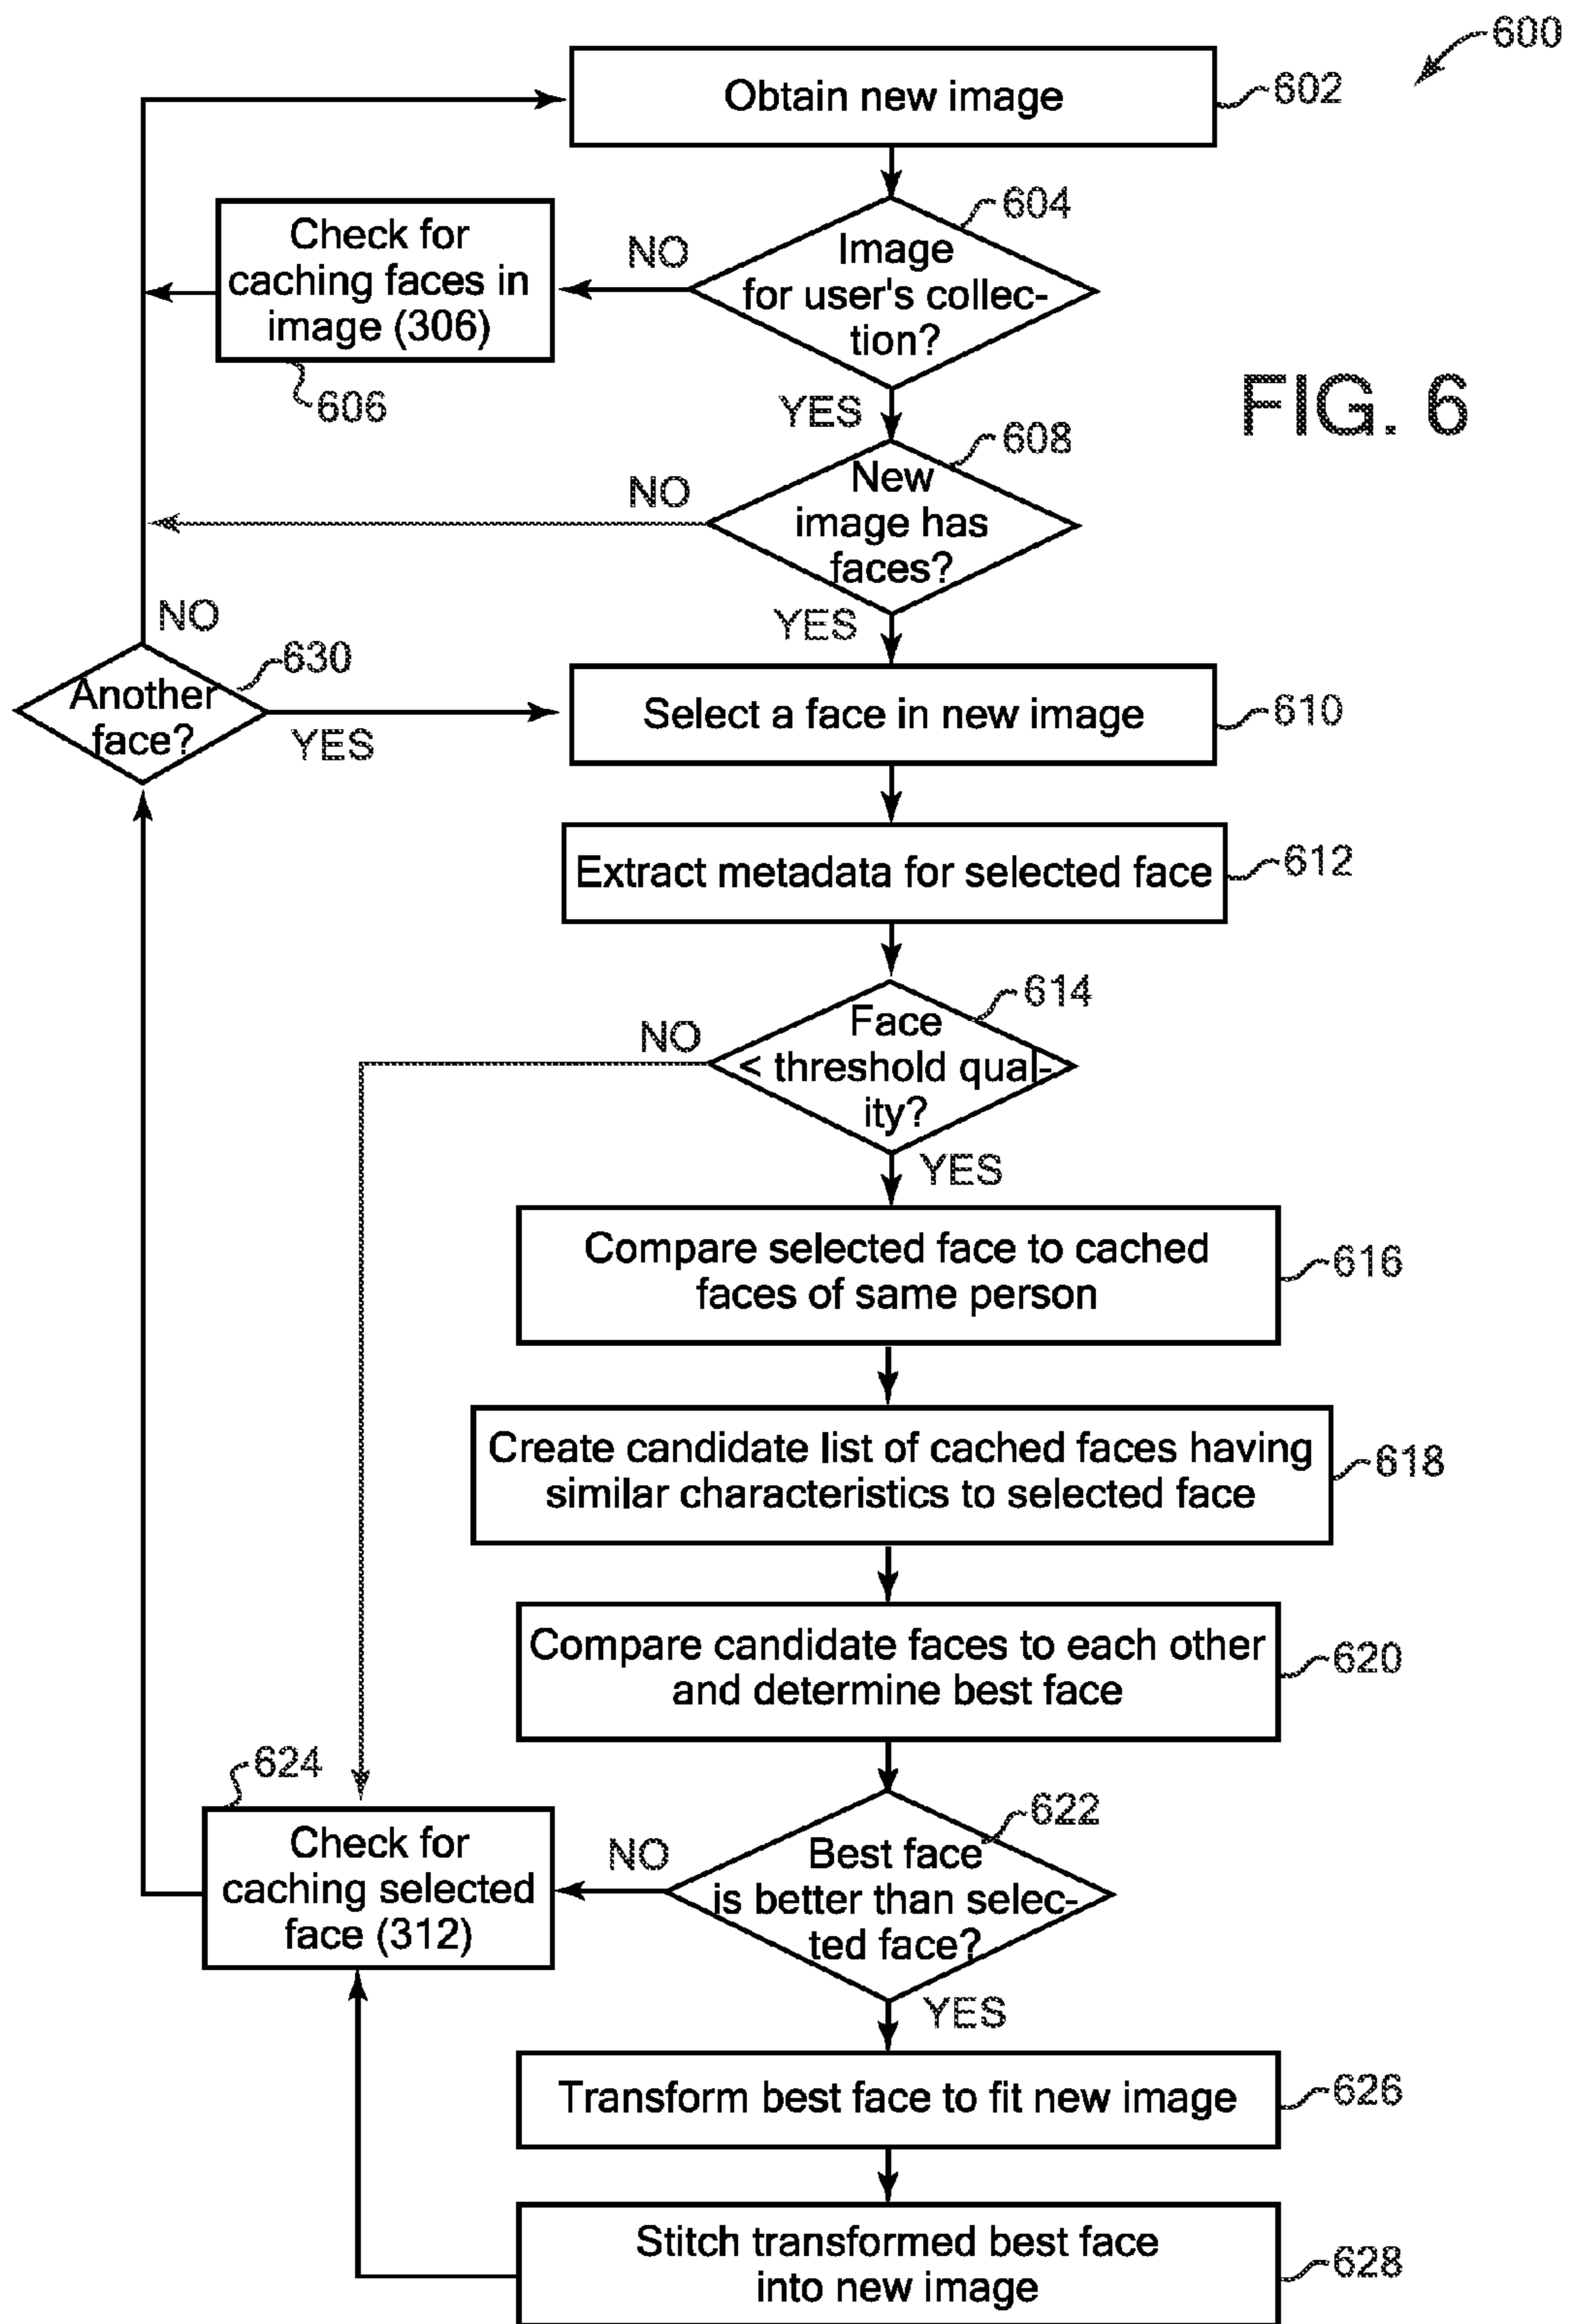 600
Obtain new image
602
604
Check for
caching faces in
image (306)
NO
Image
for user's collec-
tion?
606
FIG. 6
YES
608
NO
New
image has
faces?
NO
YES
630
Another
face?
YES
Select a face in new image
610
Extract metadata for selected face
612
614
NO
Face
< threshold qual-
ity?
YES
Compare selected face to cached
faces of same person
616
Create candidate list of cached faces having
similar characteristics to selected face
618
Compare candidate faces to each other
and determine best face
620
624
622
Check for
caching selected
face (312)
NO
Best face
is better than selec-
ted face?
YES
Transform best face to fit new image
626
Stitch transformed best face
into new image
628